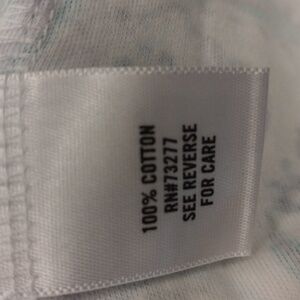 100% COTTON
RN#73277
SEE REVERSE
FOR CARE